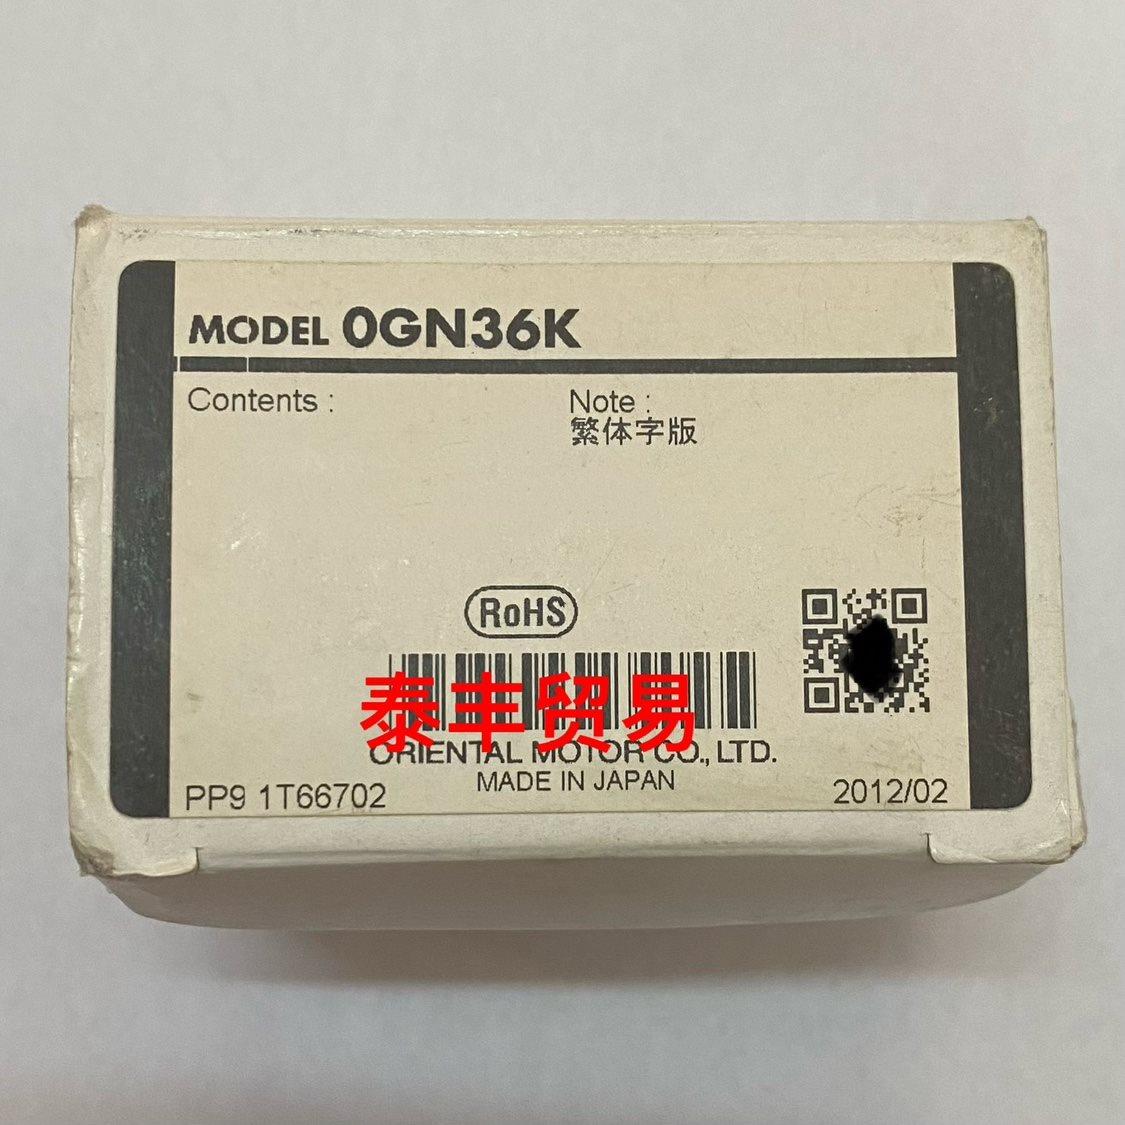 MODEL 0GN36K
Contents :
Note :
繁体字版
RoHS
泰丰贸易
ORIENTAL MOTOR CO., LTD.
MADE IN JAPAN
PP9 1T66702
2012/02